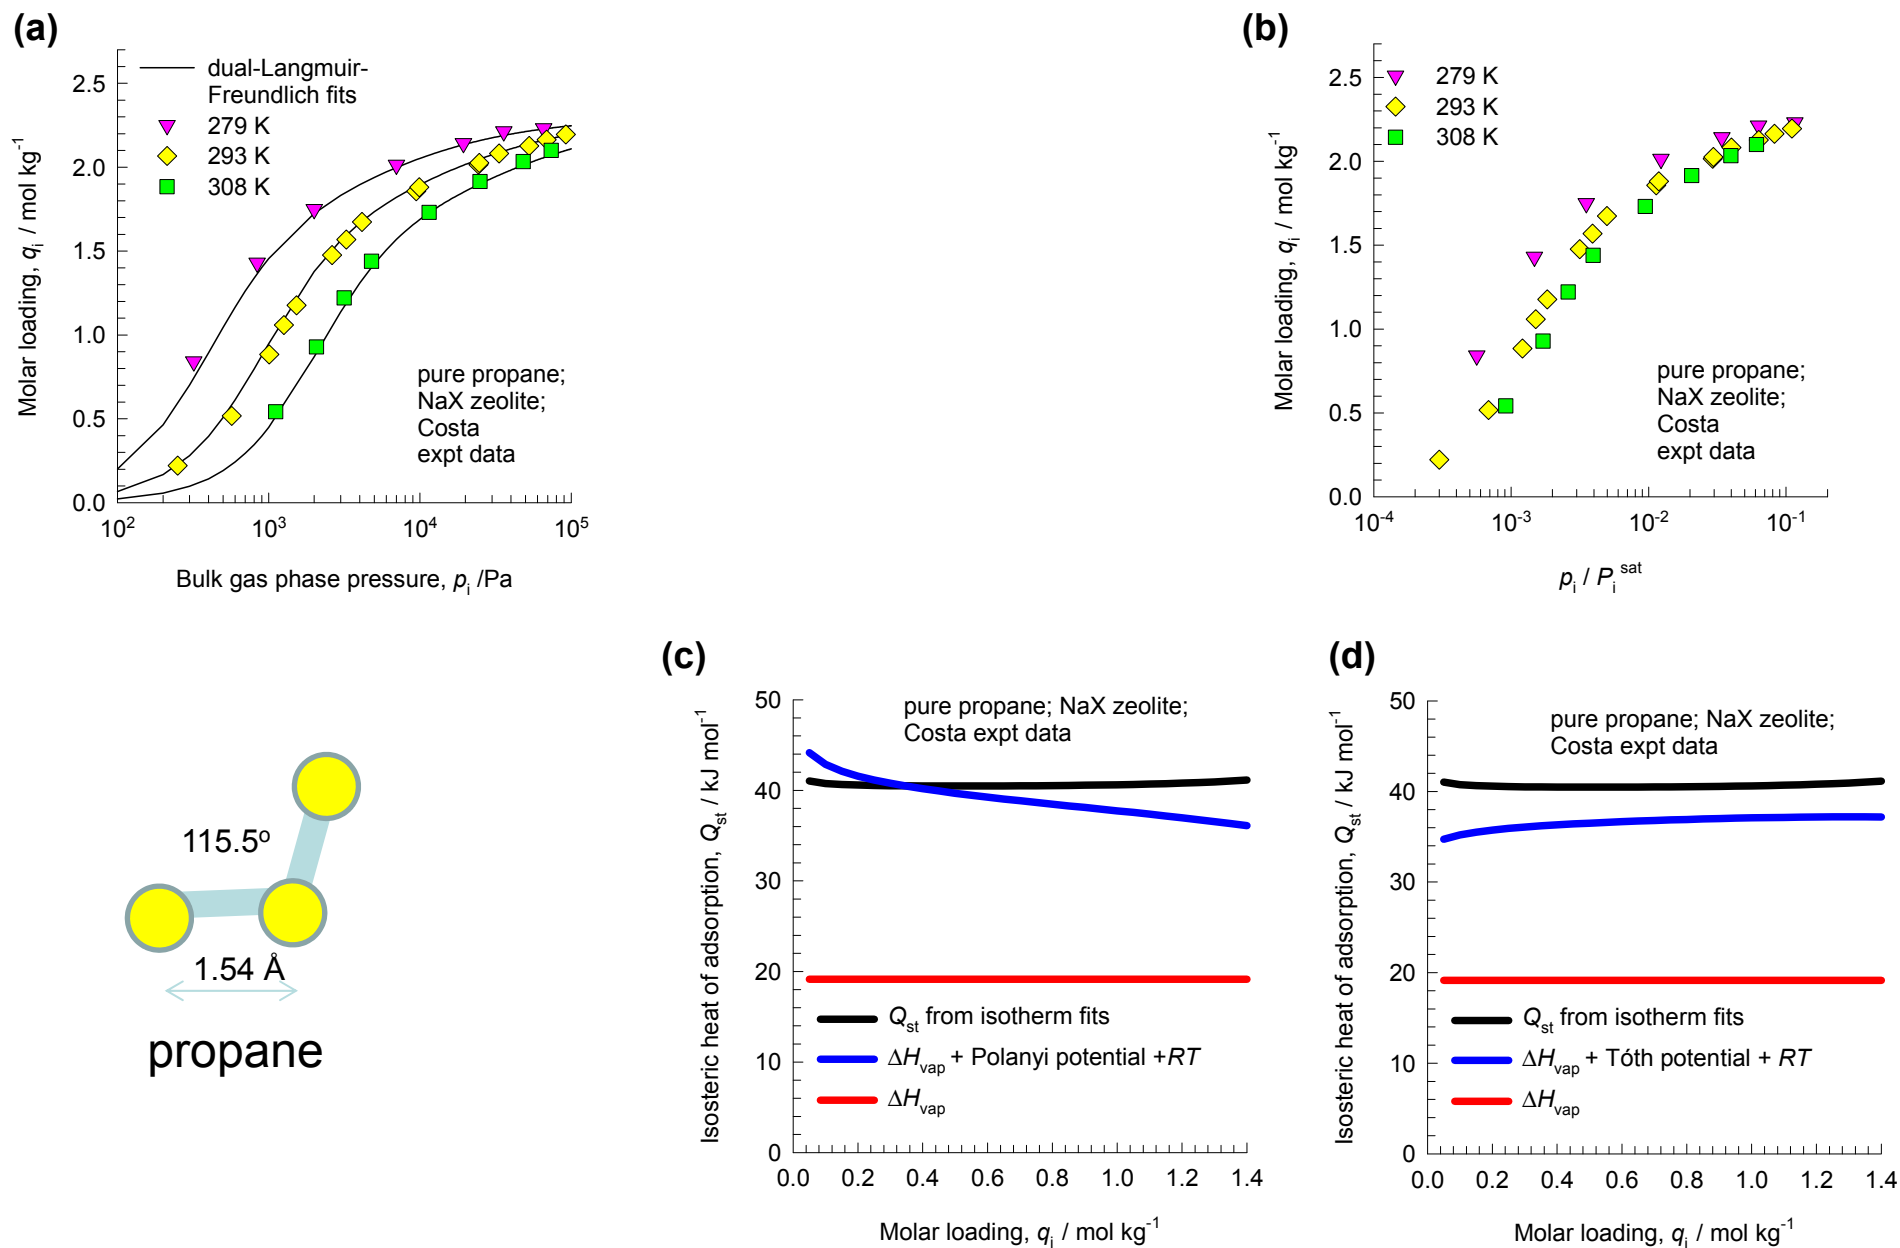 (a)
dual-Langmuir-
Freundlich fits
279 K
293 K
308 K
2.5
2.0
1.5
1.0
0.5
0.0
Molar loading, qi / mol kg-1
pure propane;
NaX zeolite;
Costa
expt data
10² 10³ 10⁴ 10⁵
Bulk gas phase pressure, pi /Pa
(b)
279 K
293 K
308 K
2.5
2.0
1.5
1.0
0.5
0.0
Molar loading, qi / mol kg-1
pure propane;
NaX zeolite;
Costa
expt data
10-4 10-3 10-2 10-1
pi / Pi sat
115.5º
1.54 Å
propane
(c)
50
40
30
20
10
0
Isosteric heat of adsorption, Qst / kJ mol-1
pure propane; NaX zeolite;
Costa expt data
Qst from isotherm fits
ΔHvap + Polanyi potential +RT
ΔHvap
0.0 0.2 0.4 0.6 0.8 1.0 1.2 1.4
Molar loading, qi / mol kg-1
(d)
50
40
30
20
10
0
Isosteric heat of adsorption, Qst / kJ mol-1
pure propane; NaX zeolite;
Costa expt data
Qst from isotherm fits
ΔHvap + Tóth potential + RT
ΔHvap
0.0 0.2 0.4 0.6 0.8 1.0 1.2 1.4
Molar loading, qi / mol kg-1